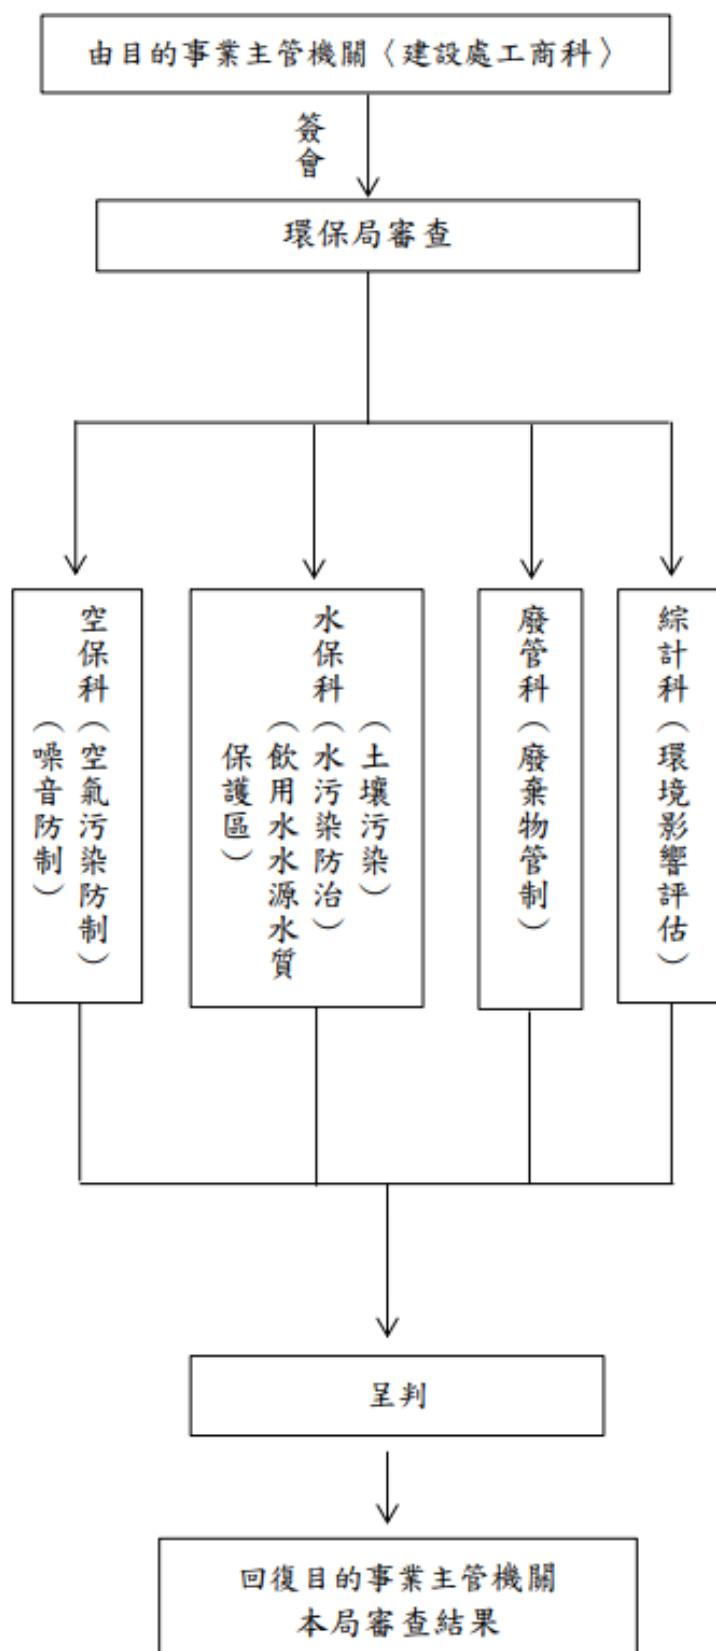 由目的事業主管機關〈建設處工商科〉
簽會
環保局審查
空保科（空氣污染防制）
（噪音防制）
（土壤污染）
水保科（水污染防治）
（飲用水水源水質
保護區）
廢管科（廢棄物管制）
綜計科（環境影響評估）
呈判
回復目的事業主管機關
本局審查結果